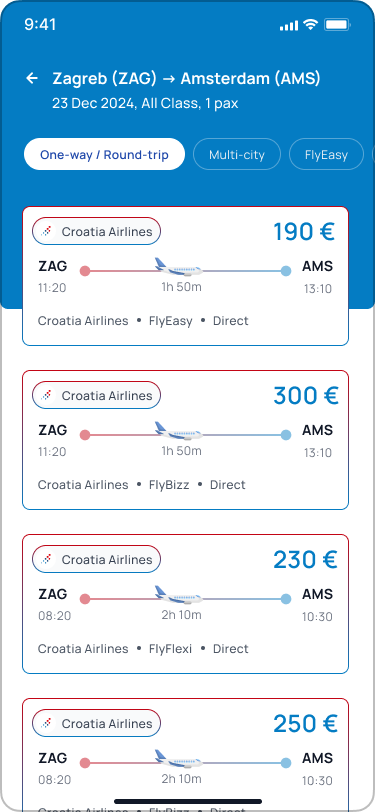 9:41
Zagreb (ZAG) → Amsterdam (AMS)
23 Dec 2024, All Class, 1 pax
One-way / Round-trip Multi-city FlyEasy
Croatia Airlines 190 €
ZAG AMS
11:20 1h 50m 13:10
Croatia Airlines • FlyEasy • Direct
Croatia Airlines 300 €
ZAG AMS
11:20 1h 50m 13:10
Croatia Airlines • FlyBizz • Direct
Croatia Airlines 230 €
ZAG AMS
08:20 2h 10m 10:30
Croatia Airlines • FlyFlexi • Direct
Croatia Airlines 250 €
ZAG AMS
08:20 2h 10m 10:30